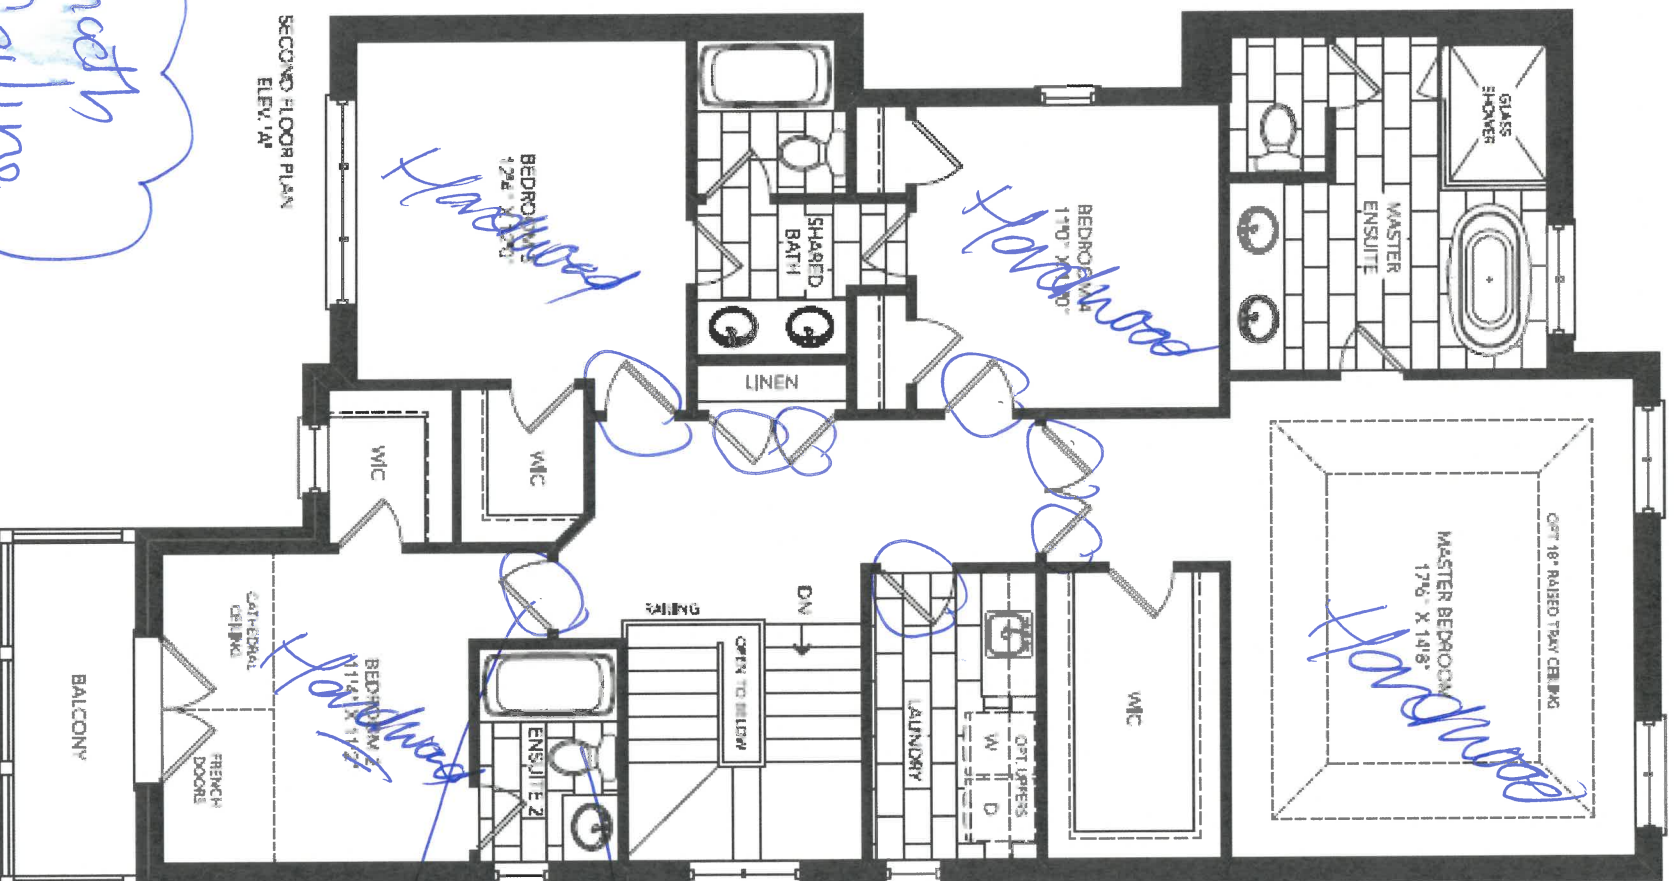 SECOND FLOOR PLAN
ELEV. 'A'
BEDROOM 3
Hardwood
SHARED
BATH
LINEN
BEDROOM 4
Hardwood
GLASS
SHOWER
MASTER
ENSUITE
OPT 18" RAISED TRAY CEILING
MASTER BEDROOM
17'6" X 14'8"
Hardwood
WIC
WIC
WIC
DN
RAILING
OPEN TO BELOW
LAUNDRY
OPT. UPPERS
W
D
CATHEDRAL
CEILING
BEDROOM 2
Hardwood
ENSUITE 2
FRENCH
DOORS
BALCONY